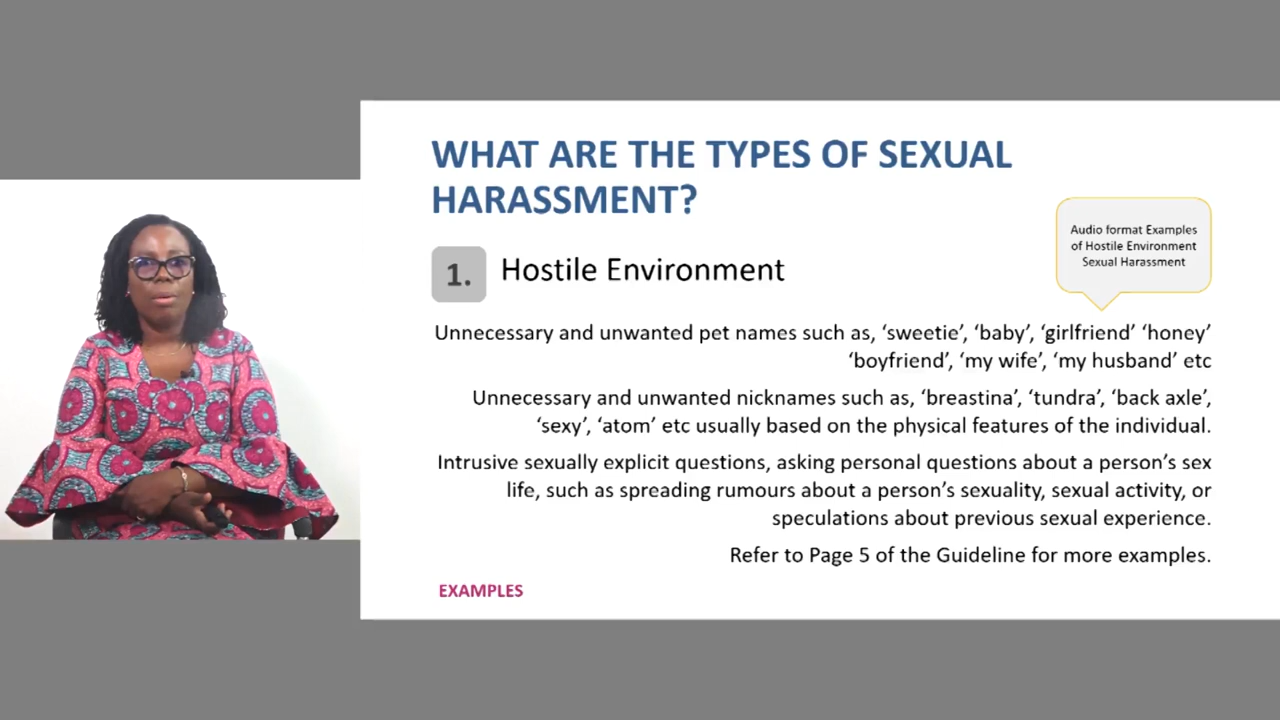 WHAT ARE THE TYPES OF SEXUAL
HARASSMENT?
Audio format Examples
of Hostile Environment
Sexual Harassment
1. Hostile Environment
Unnecessary and unwanted pet names such as, ‘sweetie’, ‘baby’, ‘girlfriend’ ‘honey’
‘boyfriend’, ‘my wife’, ‘my husband’ etc
Unnecessary and unwanted nicknames such as, ‘breastina’, ‘tundra’, ‘back axle’,
‘sexy’, ‘atom’ etc usually based on the physical features of the individual.
Intrusive sexually explicit questions, asking personal questions about a person’s sex
life, such as spreading rumours about a person’s sexuality, sexual activity, or
speculations about previous sexual experience.
Refer to Page 5 of the Guideline for more examples.
EXAMPLES